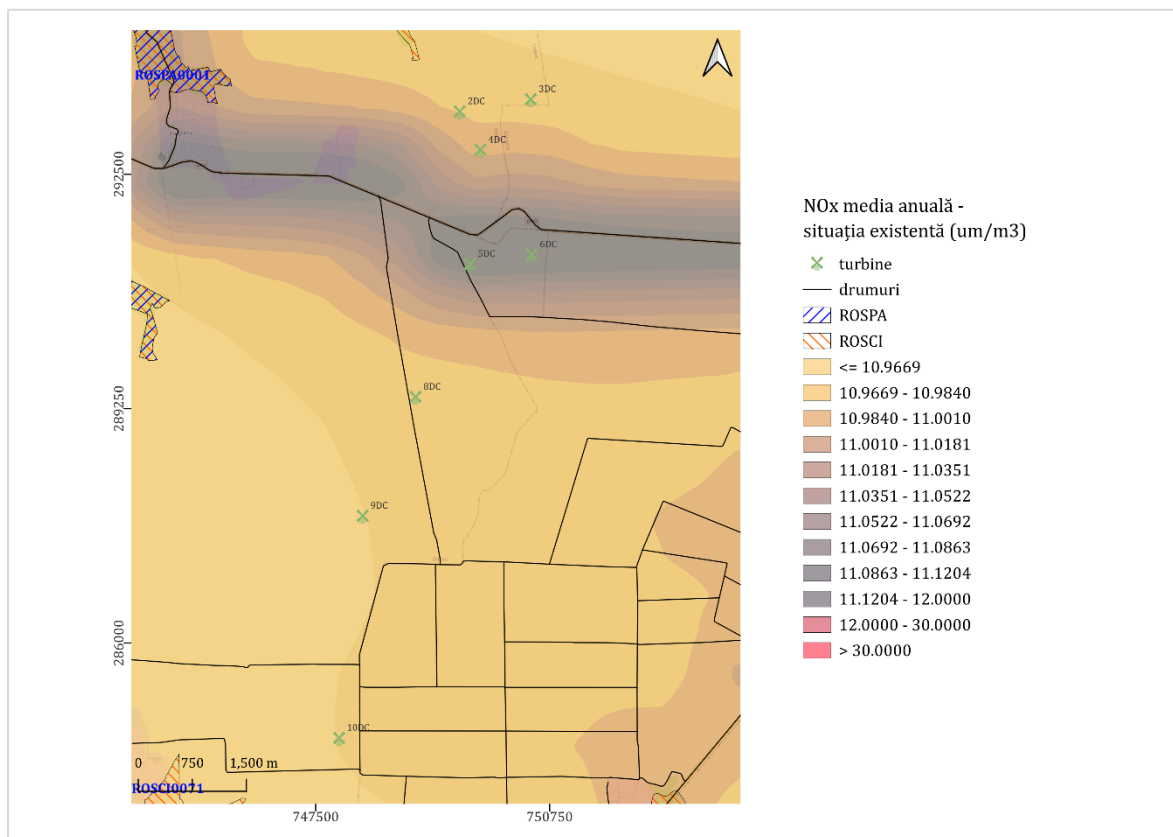 ROSPA0001
3DC
2DC
4DC
292500
5DC
6DC
8DC
289250
9DC
286000
10DC
0 750 1,500 m
ROSCI0071
747500 750750
NOx media anuală -
situația existentă (um/m3)
turbine
drumuri
ROSPA
ROSCI
<= 10.9669
10.9669 - 10.9840
10.9840 - 11.0010
11.0010 - 11.0181
11.0181 - 11.0351
11.0351 - 11.0522
11.0522 - 11.0692
11.0692 - 11.0863
11.0863 - 11.1204
11.1204 - 12.0000
12.0000 - 30.0000
> 30.0000